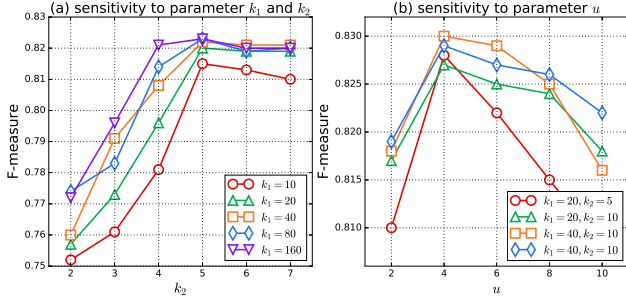 (a) sensitivity to parameter k₁ and k₂
F-measure
0.83
0.82
0.81
0.80
0.79
0.78
0.77
0.76
0.75
2 3 4 5 6 7
k₂
k₁ = 10
k₁ = 20
k₁ = 40
k₁ = 80
k₁ = 160
(b) sensitivity to parameter u
F-measure
0.830
0.825
0.820
0.815
0.810
2 4 6 8 10
u
k₁ = 20, k₂ = 5
k₁ = 20, k₂ = 10
k₁ = 40, k₂ = 10
k₁ = 40, k₂ = 10